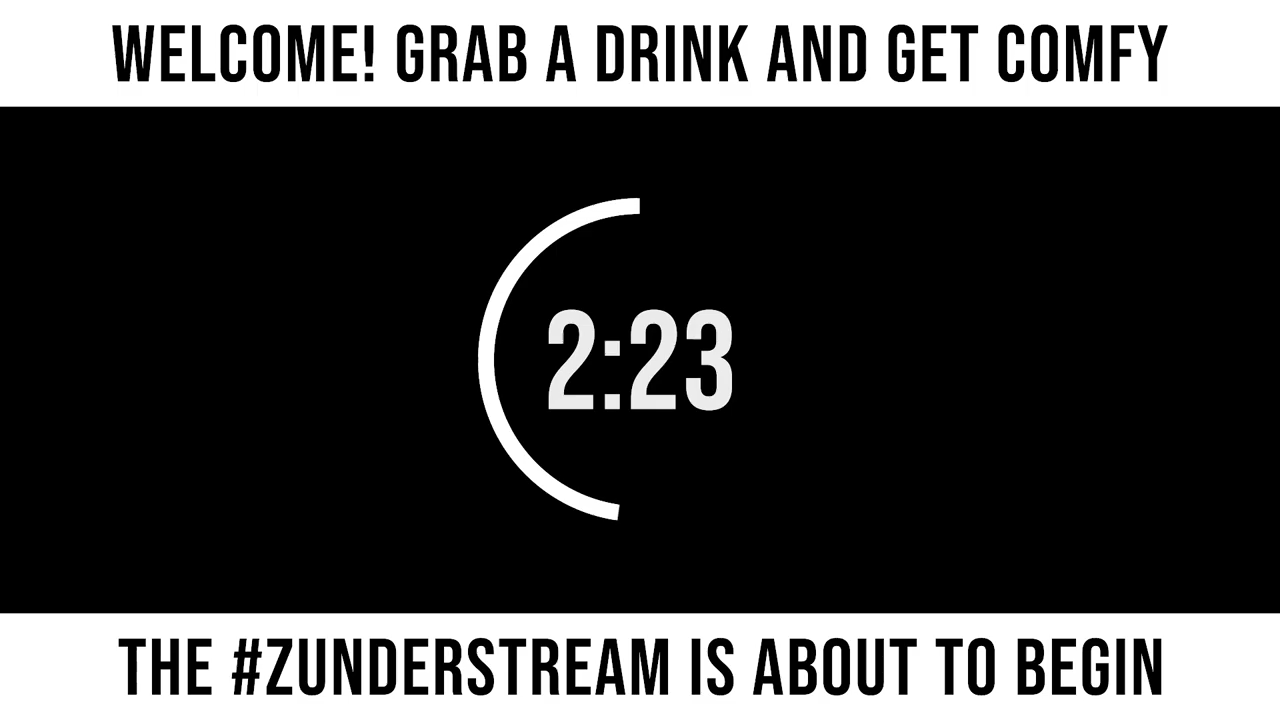 WELCOME! GRAB A DRINK AND GET COMFY
2:23
THE #ZUNDERSTREAM IS ABOUT TO BEGIN